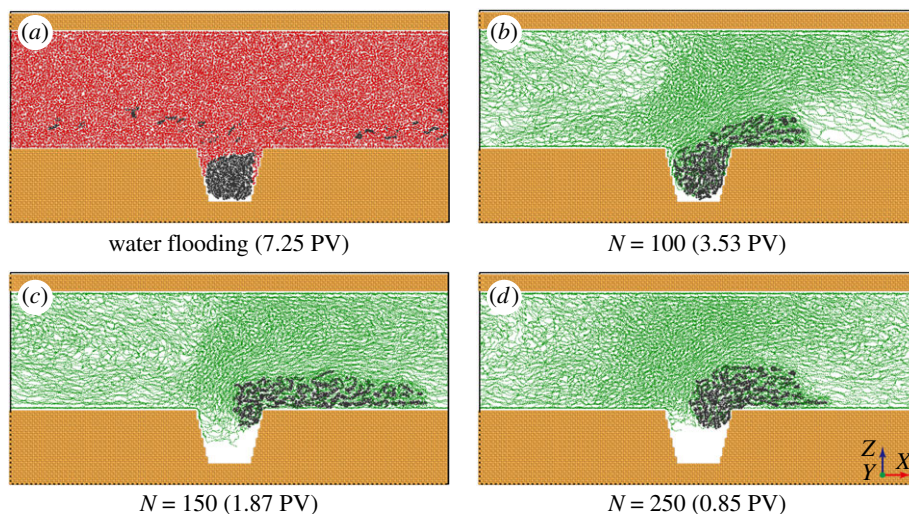 (a)
(b)
water flooding (7.25 PV)
N = 100 (3.53 PV)
(c)
(d)
Z
Y X
N = 150 (1.87 PV)
N = 250 (0.85 PV)